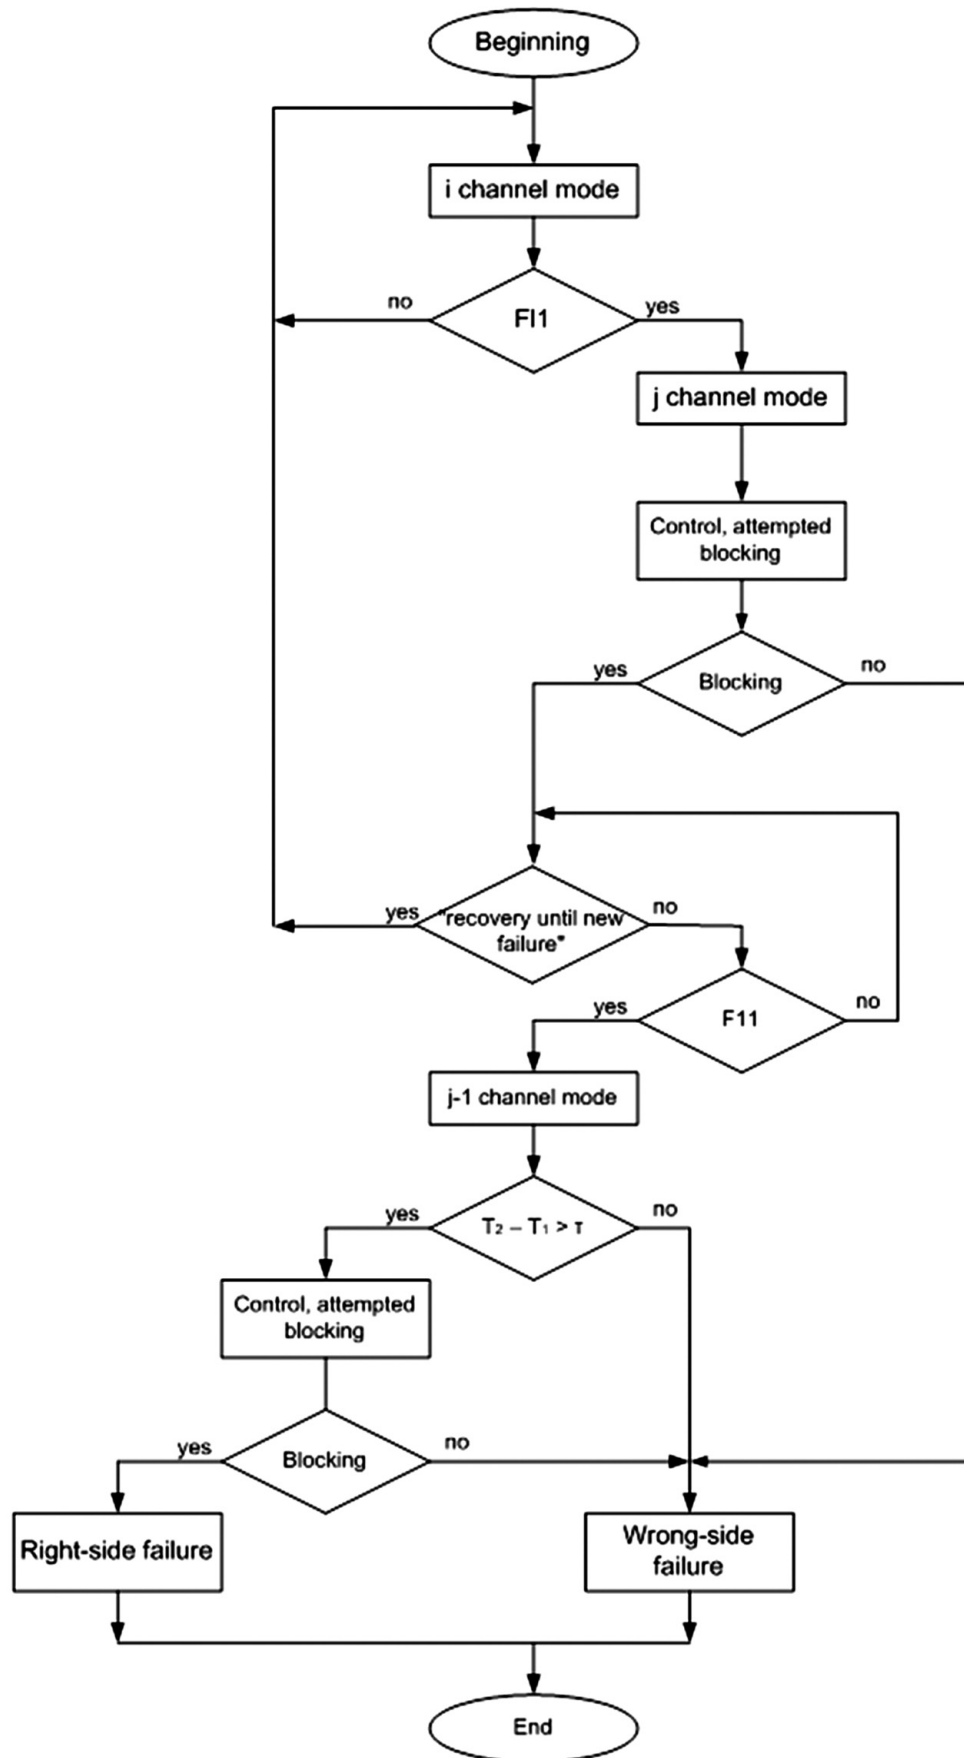 Beginning
i channel mode
no
FI1
yes
j channel mode
Control, attempted
blocking
yes
Blocking
no
yes
"recovery until new
failure"
no
yes
F11
no
j-1 channel mode
yes
T₂ – T₁ > τ
no
Control, attempted
blocking
yes
Blocking
no
Right-side failure
Wrong-side
failure
End